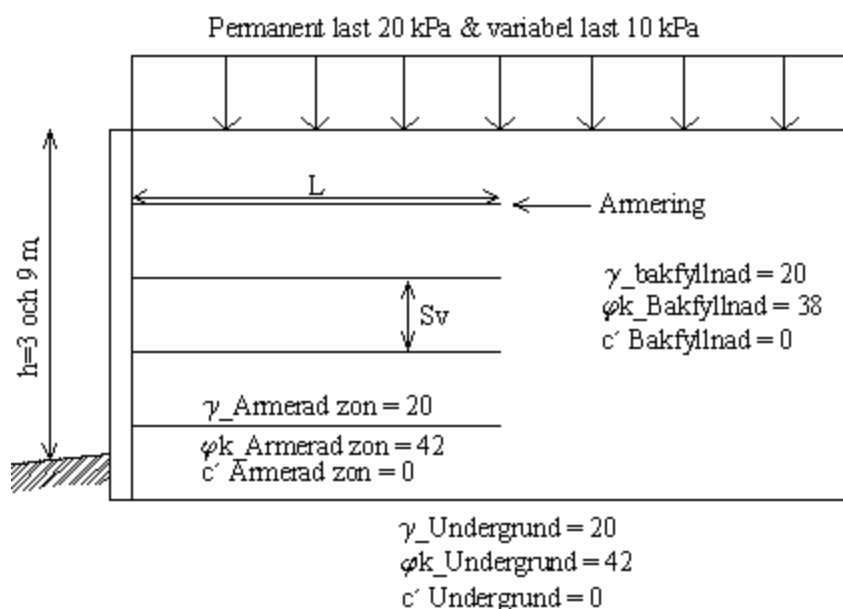 Permanent last 20 kPa & variabel last 10 kPa
h=3 och 9 m
L
Armering
Sv
γ_bakfyllnad = 20
φk_Bakfyllnad = 38
c´ Bakfyllnad = 0
γ_Armerad zon = 20
φk_Armerad zon = 42
c´ Armerad zon = 0
γ_Undergrund = 20
φk_Undergrund = 42
c´ Undergrund = 0